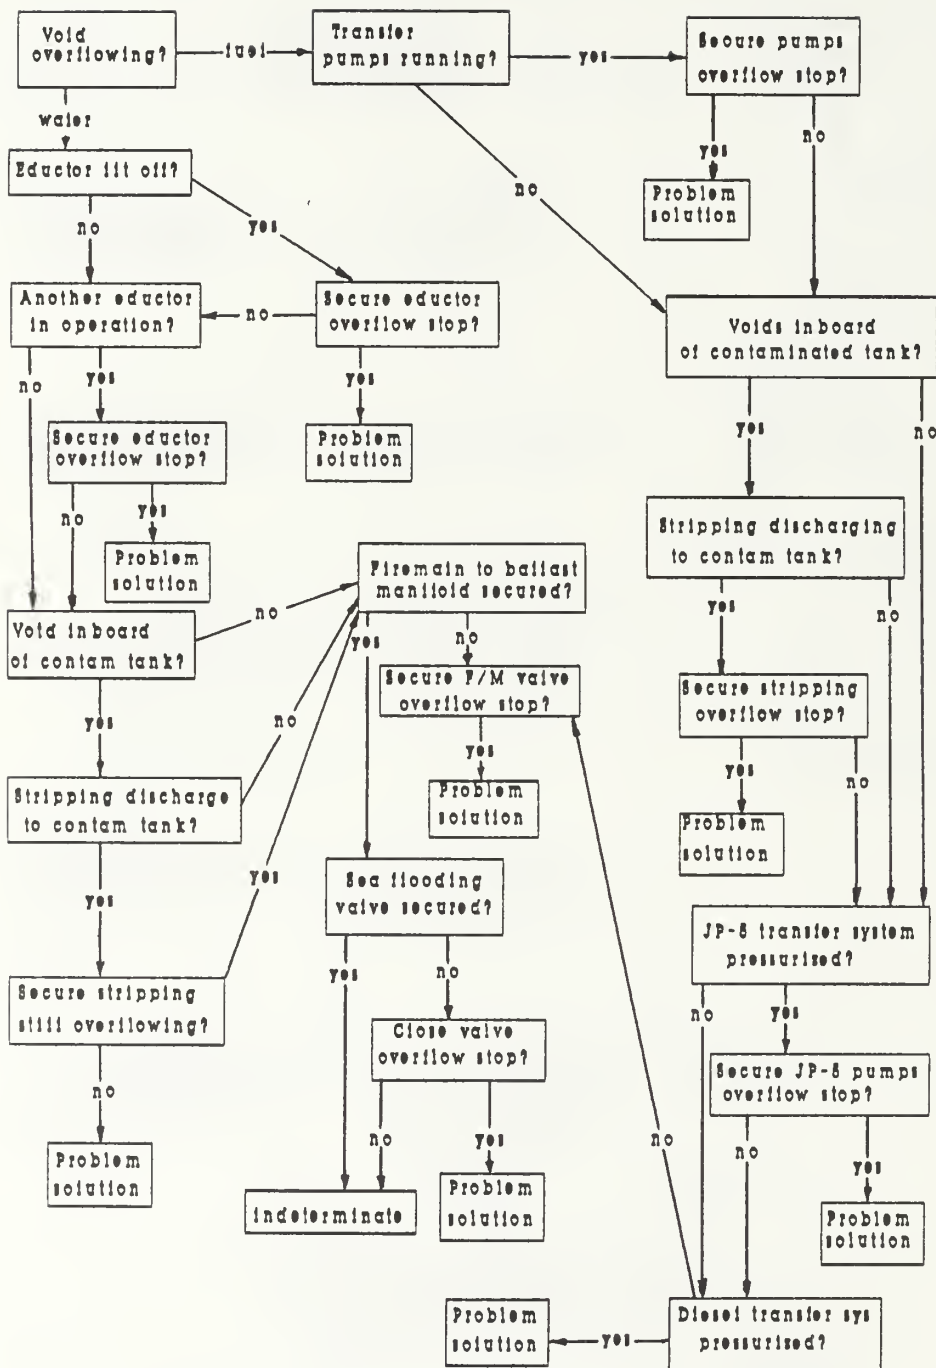 Void
overflowing?
fuel
Transfer
pumps running?
yes
Secure pumps
overflow stop?
water
yes
no
Eductor lit off?
no
Problem
solution
no
yes
Another eductor
in operation?
no
Secure eductor
overflow stop?
Voids inboard
of contaminated tank?
no
yes
yes
yes
no
Secure eductor
overflow stop?
Problem
solution
no
yes
Stripping discharging
to contam tank?
Problem
solution
Firemain to ballast
manifold secured?
yes
no
Void inboard
of contam tank?
no
yes
no
Secure F/M valve
overflow stop?
Secure stripping
overflow stop?
yes
no
yes
yes
no
Stripping discharge
to contam tank?
Problem
solution
Problem
solution
yes
yes
Sea flooding
valve secured?
JP-5 transfer system
pressurised?
yes
no
no
yes
Secure stripping
still overflowing?
Close valve
overflow stop?
Secure JP-5 pumps
overflow stop?
no
no
yes
no
no
yes
Problem
solution
indeterminate
Problem
solution
Problem
solution
Problem
solution
yes
Diesel transfer sys
pressurised?